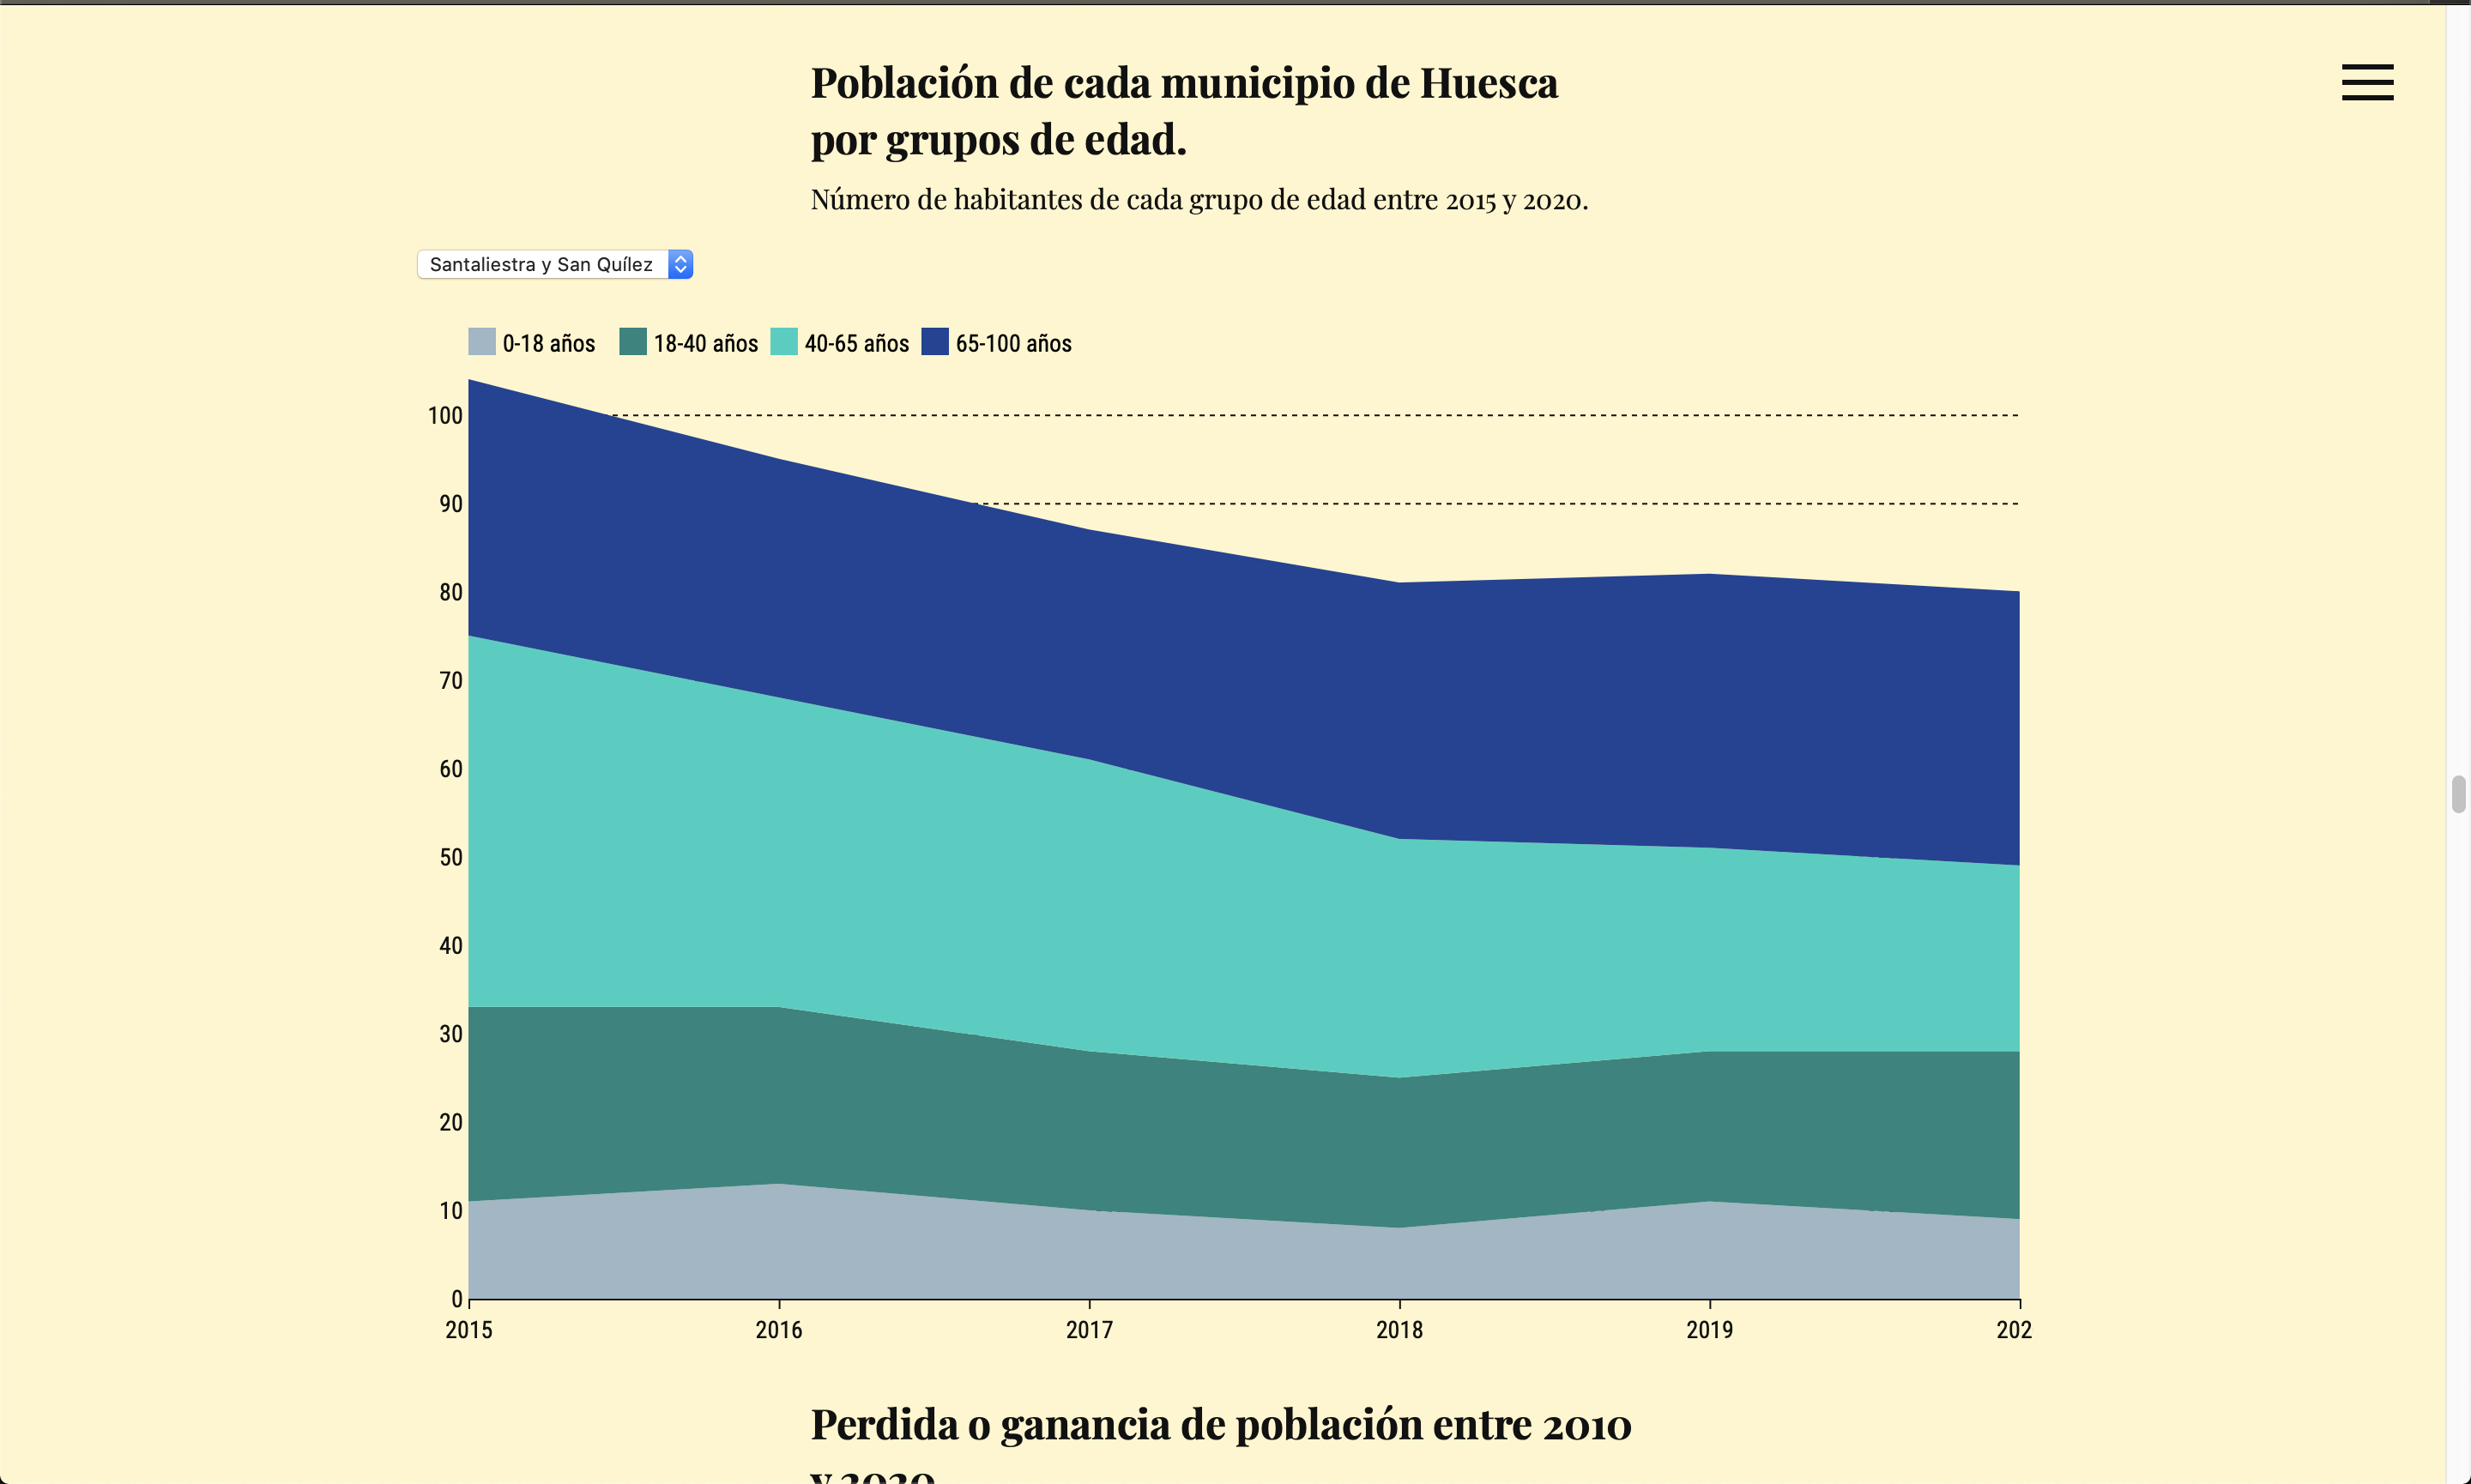 Población de cada municipio de Huesca
por grupos de edad.
Número de habitantes de cada grupo de edad entre 2015 y 2020.
Santaliestra y San Quílez
0-18 años 18-40 años 40-65 años 65-100 años
100
90
80
70
60
50
40
30
20
10
0
2015 2016 2017 2018 2019 202
Perdida o ganancia de población entre 2010
y 2020